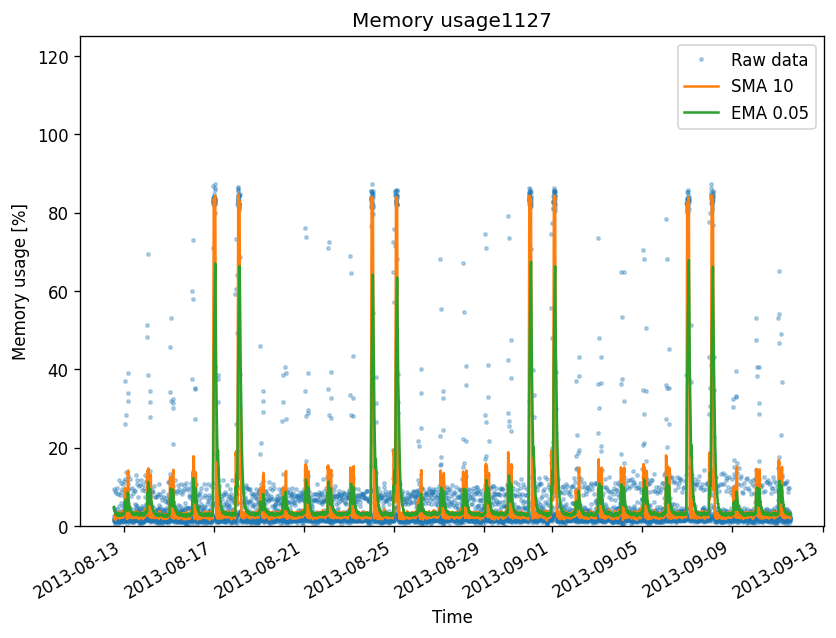 Memory usage1127
Raw data
SMA 10
EMA 0.05
Memory usage [%]
120
100
80
60
40
20
0
2013-08-13
2013-08-17
2013-08-21
2013-08-25
2013-08-29
2013-09-01
2013-09-05
2013-09-09
2013-09-13
Time